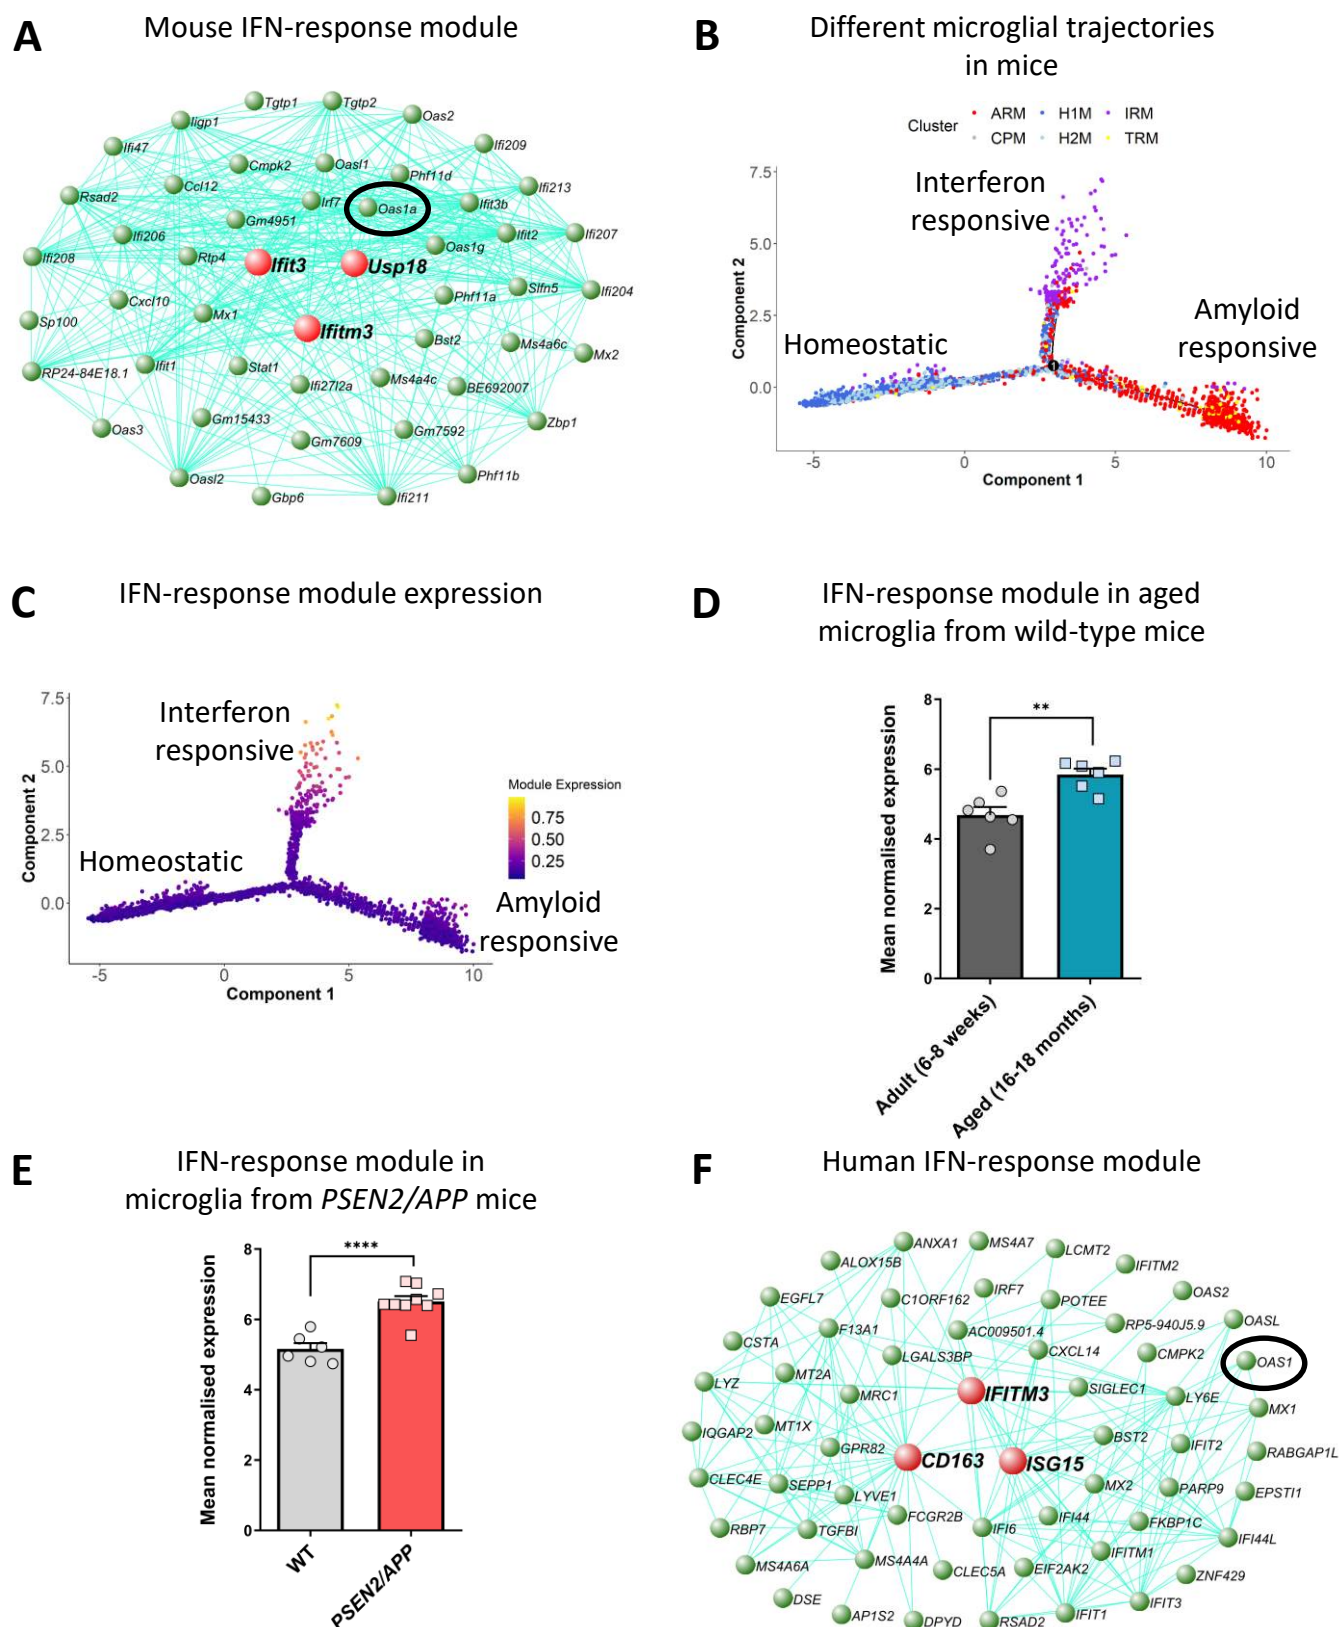 A
Mouse IFN-response module
Tgtp1
Tgtp2
Iigp1
Oas2
Ifi47
Ifi209
Cmpk2
Oasl1
Phf11d
Rsad2
Ccl12
Irf7
Oas1a
Ifi213
Ifit3b
Gm4951
Ifi206
Ifit2
Ifi207
Oas1g
Ifi208
Rtp4
Ifit3
Usp18
Slfn5
Ifi204
Cxcl10
Phf11a
Mx1
Sp100
Ifitm3
Bst2
Ms4a6c
Mx2
RP24-84E18.1
Ifit1
Stat1
Ifi27l2a
Ms4a4c
BE692007
Oas3
Gm15433
Gm7609
Gm7592
Zbp1
Oasl2
Phf11b
Gbp6
Ifi211
B
Different microglial trajectories
in mice
Cluster
ARM H1M IRM
CPM H2M TRM
7.5
5.0
2.5
0.0
Component 2
Interferon
responsive
Homeostatic
Amyloid
responsive
1
-5 0 5 10
Component 1
C
IFN-response module expression
7.5
5.0
2.5
0.0
Component 2
Interferon
responsive
Homeostatic
Amyloid
responsive
Module Expression
0.75
0.50
0.25
-5 0 5 10
Component 1
D
IFN-response module in aged
microglia from wild-type mice
Mean normalised expression
8
6
4
2
0
**
Adult (6-8 weeks)
Aged (16-18 months)
E
IFN-response module in
microglia from PSEN2/APP mice
Mean normalised expression
8
6
4
2
0
****
WT
PSEN2/APP
F
Human IFN-response module
ANXA1
MS4A7
LCMT2
ALOX15B
IFITM2
EGFL7
C1ORF162
IRF7
POTEE
OAS2
CSTA
F13A1
AC009501.4
RP5-940J5.9
OASL
LGALS3BP
CXCL14
CMPK2
OAS1
LYZ
MT2A
MRC1
IFITM3
SIGLEC1
LY6E
MX1
IQGAP2
MT1X
GPR82
BST2
IFIT2
RABGAP1L
CD163
ISG15
CLEC4E
SEPP1
LYVE1
MX2
PARP9
EPSTI1
RBP7
TGFBI
FCGR2B
IFI6
IFI44
FKBP1C
IFI44L
MS4A6A
MS4A4A
CLEC5A
EIF2AK2
IFITM1
ZNF429
DSE
AP1S2
DPYD
RSAD2
IFIT1
IFIT3